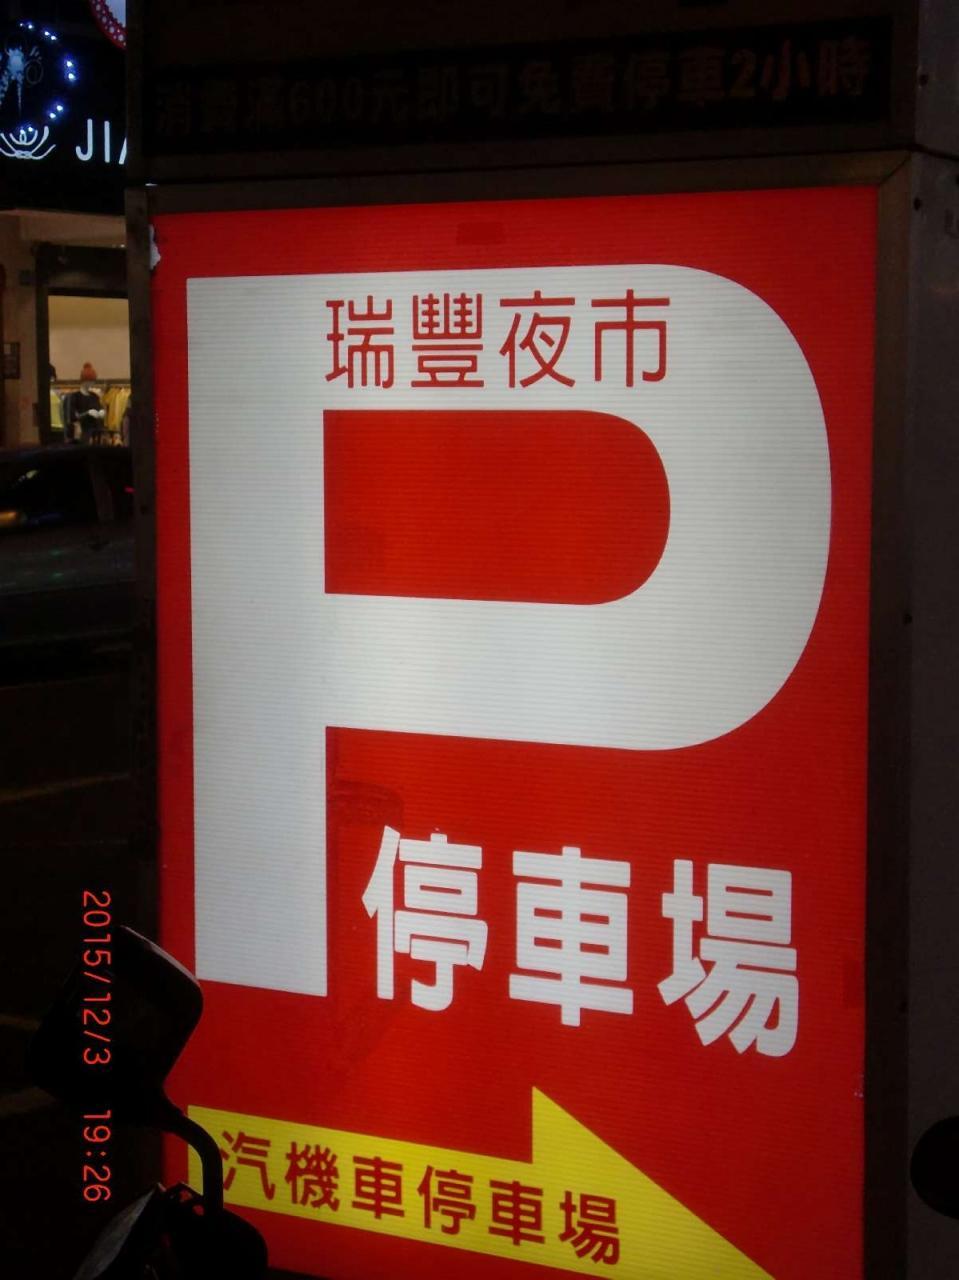 消費滿600元即可免費停車2小時
JIA
瑞豐夜市
P
停車場
汽機車停車場
2015/12/3 19:26